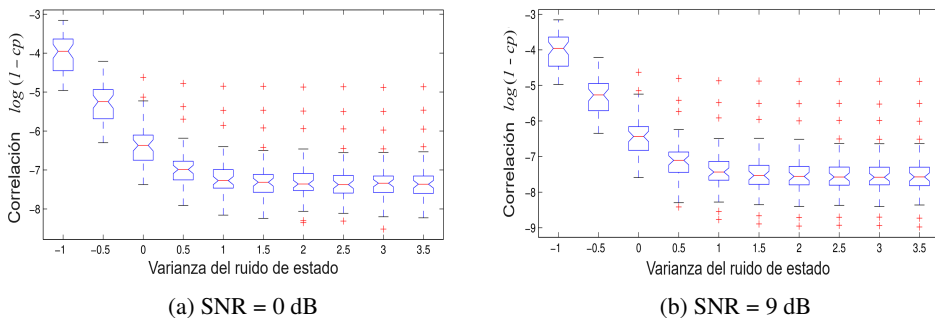 Correlación log (1 - cp)
-3
-4
-5
-6
-7
-8
-1 -0.5 0 0.5 1 1.5 2 2.5 3 3.5
Varianza del ruido de estado
(a) SNR = 0 dB
Correlación log (1 - cp)
-3
-4
-5
-6
-7
-8
-9
-1 -0.5 0 0.5 1 1.5 2 2.5 3 3.5
Varianza del ruido de estado
(b) SNR = 9 dB